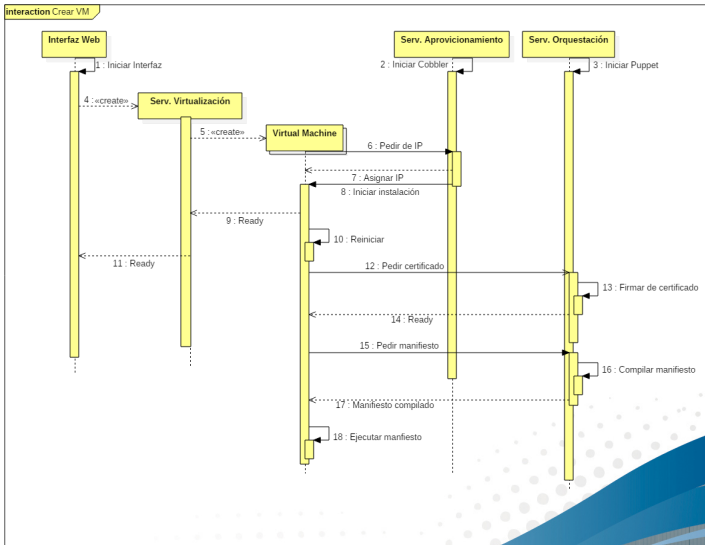 interaction Crear VM
Interfaz Web
Serv. Aprovicionamiento
Serv. Orquestación
1 : Iniciar Interfaz
2 : Iniciar Cobbler
3 : Iniciar Puppet
4 :«create»
Serv. Virtualización
5 :«create»
Virtual Machine
6 : Pedir de IP
7 : Asignar IP
8 : Iniciar instalación
9 : Ready
10 : Reiniciar
11 : Ready
12 : Pedir certificado
13 : Firmar de certificado
14 : Ready
15 : Pedir manifiesto
16 : Compilar manifiesto
17 : Manifiesto compilado
18 : Ejecutar manfiesto